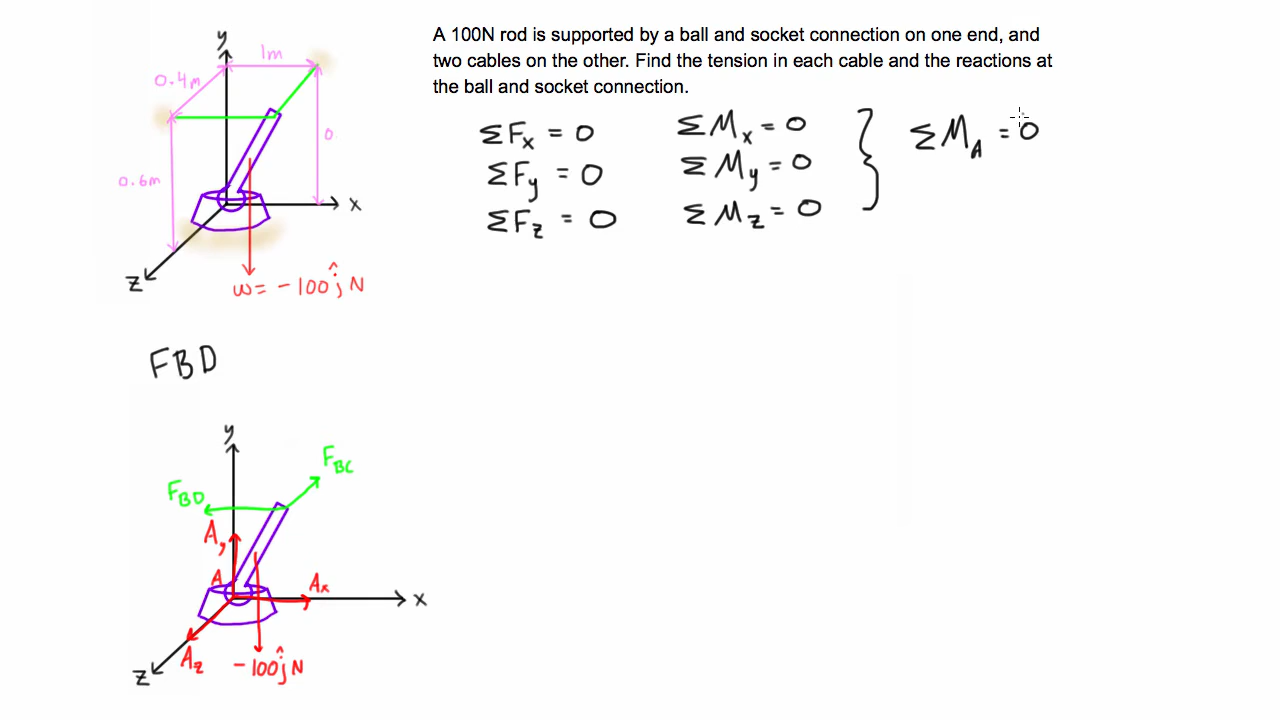 A 100N rod is supported by a ball and socket connection on one end, and
two cables on the other. Find the tension in each cable and the reactions at
the ball and socket connection.
y
1m
0.4m
0.
0.6m
x
z
w = -100ĵ N
ΣFx = 0
ΣFy = 0
ΣFz = 0
ΣMx = 0
ΣMy = 0
ΣMz = 0
ΣMA = 0
FBD
y
FBC
FBD
Ay
A
Ax
x
Az
z
-100ĵ N